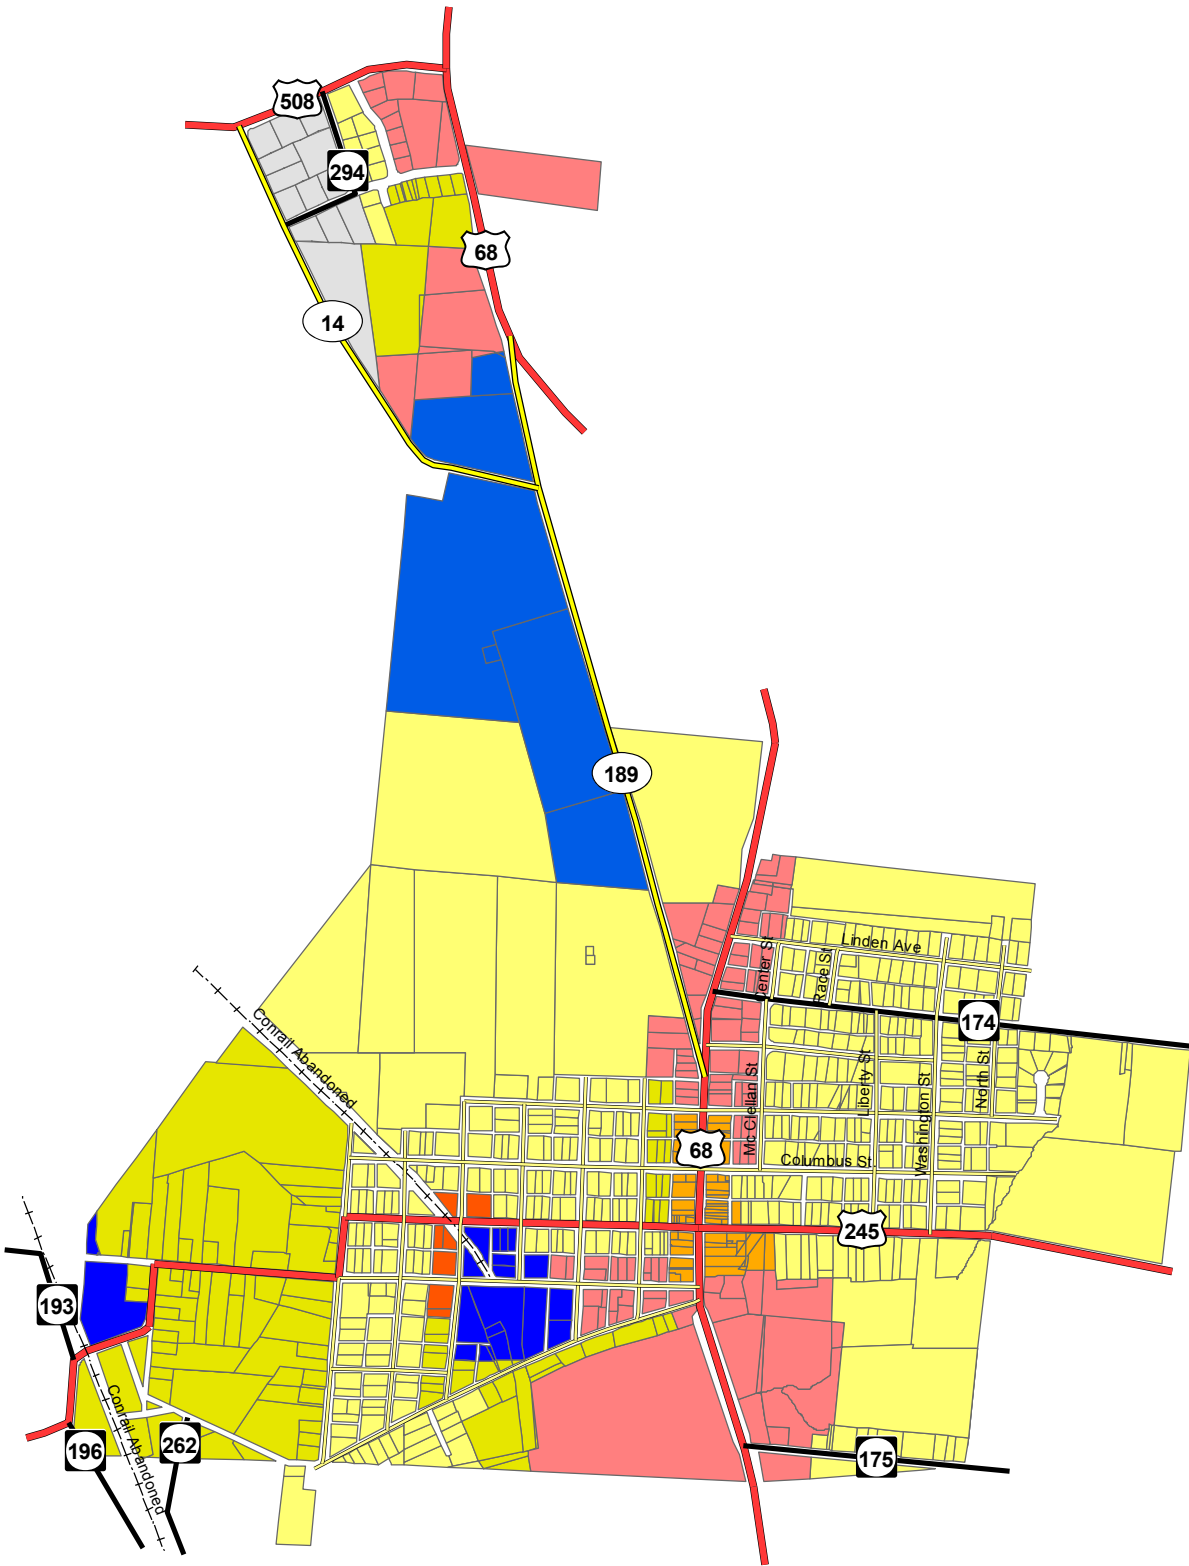 508
294
68
14
189
Linden Ave
Center St
Race St
174
Conrail Abandoned
Mc Clellan St
Liberty St
Washington St
North St
68
Columbus St.
245
193
Conrail Abandoned
196
262
175